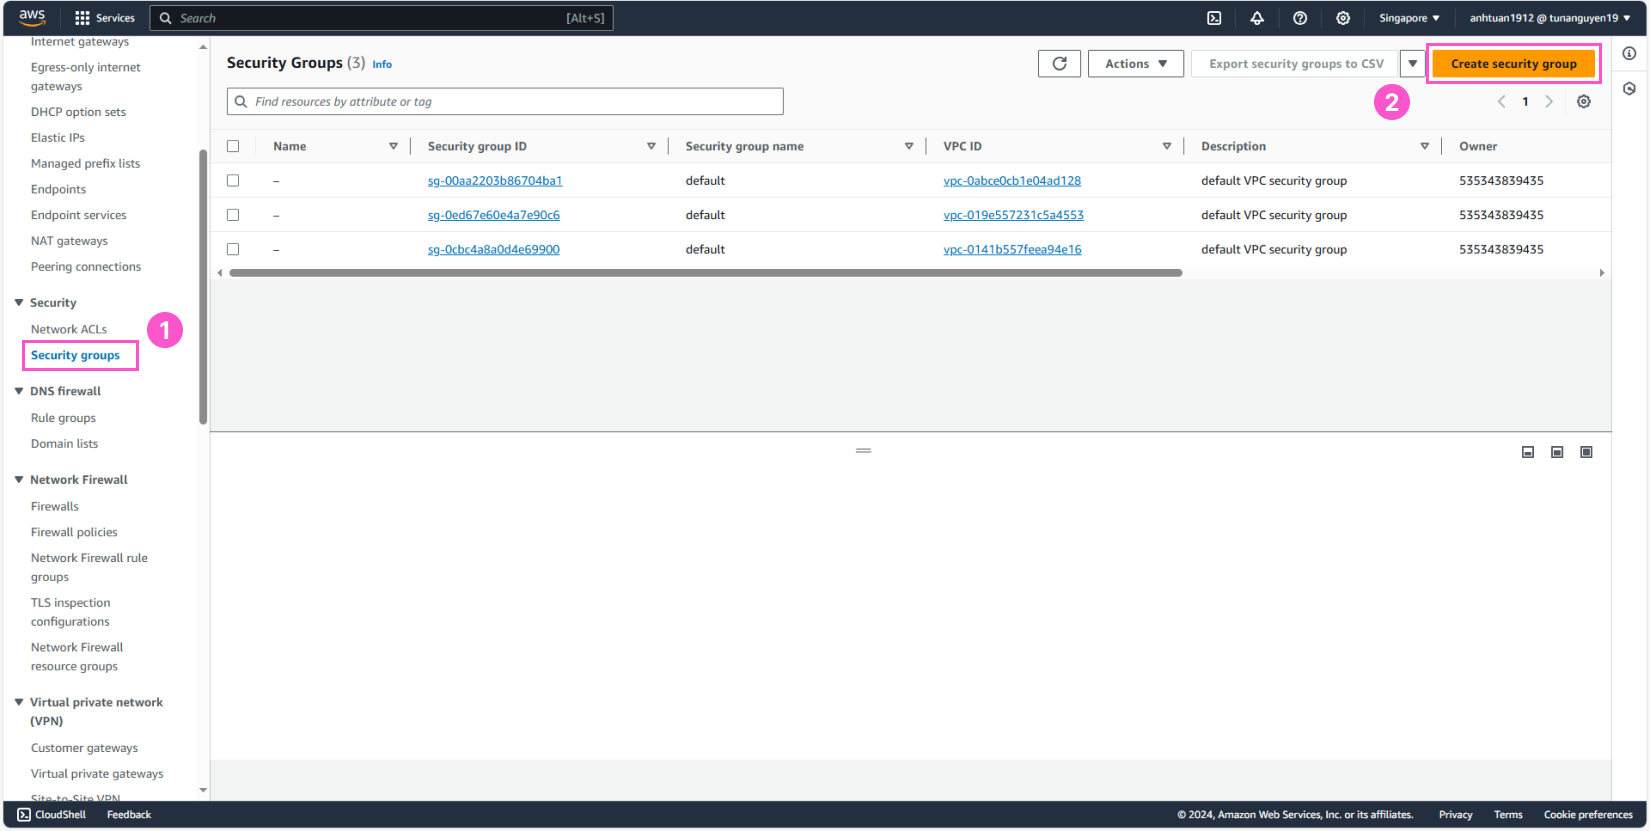 aws
Services
Search
[Alt+S]
Singapore
anhtuan1912 @ tunanguyen19
Internet gateways
Egress-only internet
gateways
DHCP option sets
Elastic IPs
Managed prefix lists
Endpoints
Endpoint services
NAT gateways
Peering connections
Security
Network ACLs
1
Security groups
DNS firewall
Rule groups
Domain lists
Network Firewall
Firewalls
Firewall policies
Network Firewall rule
groups
TLS inspection
configurations
Network Firewall
resource groups
Virtual private network
(VPN)
Customer gateways
Virtual private gateways
Site-to-Site VPN
Security Groups (3) Info
Actions
Export security groups to CSV
Create security group
2
Find resources by attribute or tag
1
Name Security group ID Security group name VPC ID Description Owner
– sg-00aa2203b86704ba1 default vpc-0abce0cb1e04ad128 default VPC security group 535343839435
– sg-0ed67e60e4a7e90c6 default vpc-019e557231c5a4553 default VPC security group 535343839435
– sg-0cbc4a8a0d4e69900 default vpc-0141b557feea94e16 default VPC security group 535343839435
CloudShell
Feedback
© 2024, Amazon Web Services, Inc. or its affiliates.
Privacy
Terms
Cookie preferences